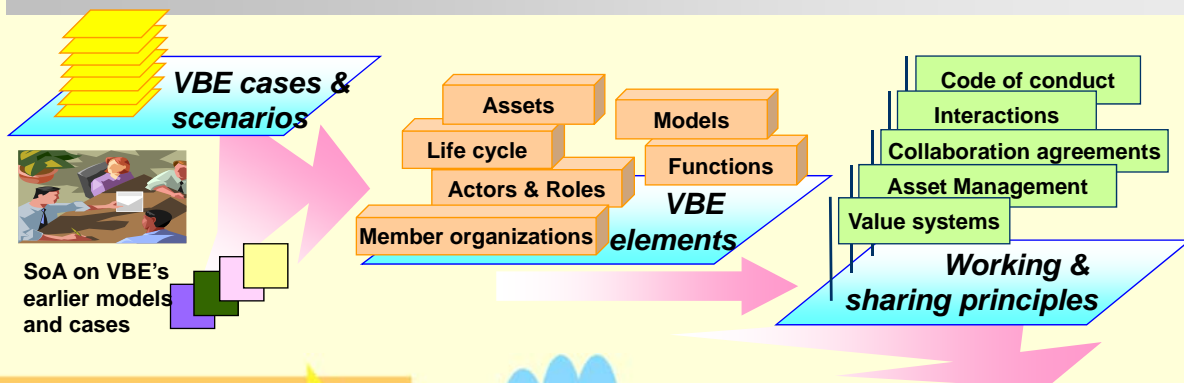 VBE cases &
scenarios
SoA on VBE's
earlier models
and cases
Assets
Models
Life cycle
Functions
Actors & Roles
Member organizations
VBE
elements
Code of conduct
Interactions
Collaboration agreements
Asset Management
Value systems
Working &
sharing principles